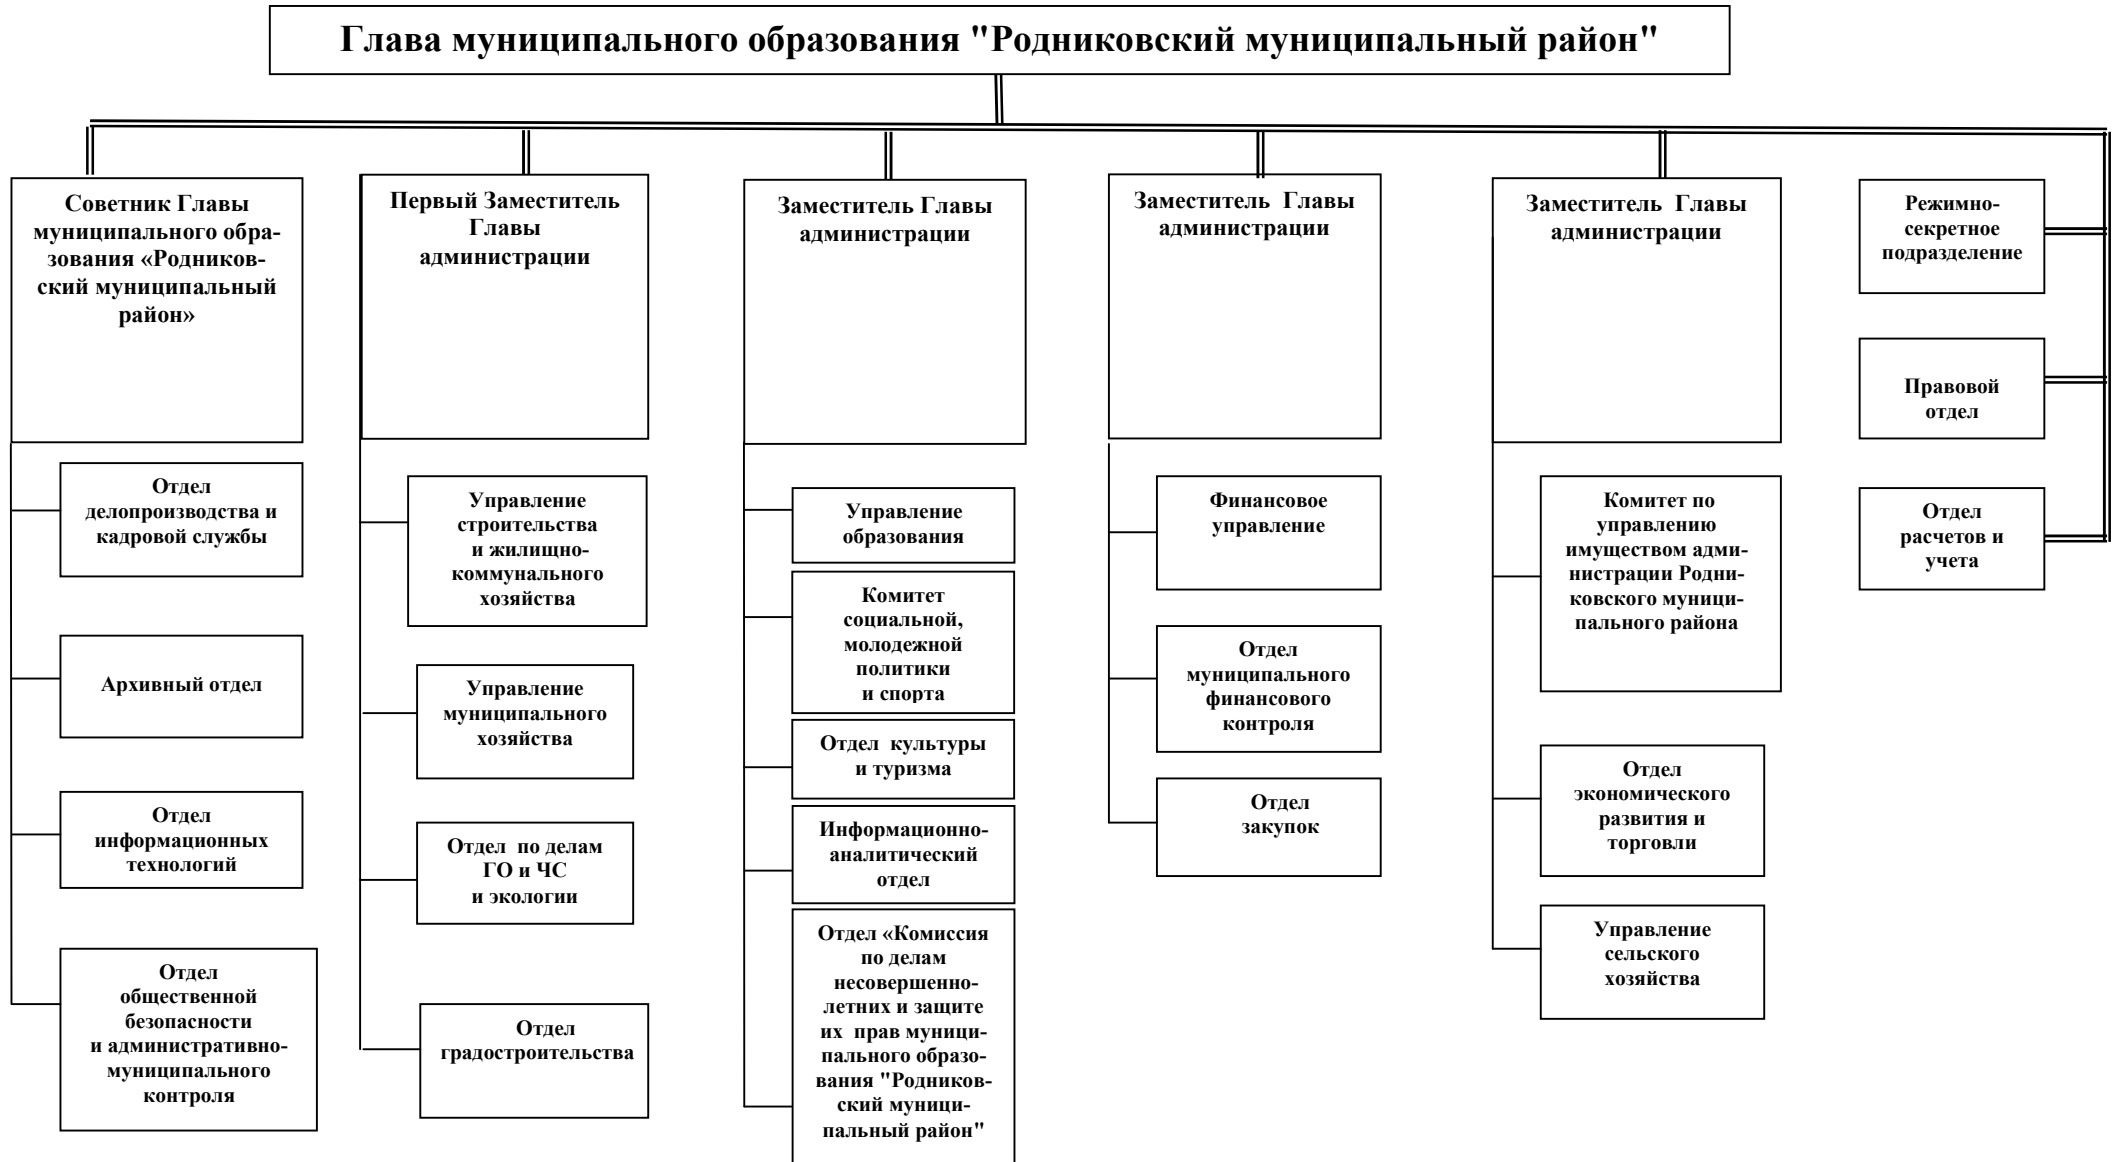 Глава муниципального образования "Родниковский муниципальный район"
Советник Главы
муниципального обра-
зования «Родников-
ский муниципальный
район»
Отдел
делопроизводства и
кадровой службы
Архивный отдел
Отдел
информационных
технологий
Отдел
общественной
безопасности
и административно-
муниципального
контроля
Первый Заместитель
Главы
администрации
Управление
строительства
и жилищно-
коммунального
хозяйства
Управление
муниципального
хозяйства
Отдел по делам
ГО и ЧС
и экологии
Отдел
градостроительства
Заместитель Главы
администрации
Управление
образования
Комитет
социальной,
молодежной
политики
и спорта
Отдел культуры
и туризма
Информационно-
аналитический
отдел
Отдел «Комиссия
по делам
несовершенно-
летних и защите
их прав муници-
пального образо-
вания "Родников-
ский муници-
пальный район"
Заместитель Главы
администрации
Финансовое
управление
Отдел
муниципального
финансового
контроля
Отдел
закупок
Заместитель Главы
администрации
Комитет по
управлению
имуществом адми-
нистрации Родни-
ковского муници-
пального района
Отдел
экономического
развития и
торговли
Управление
сельского
хозяйства
Режимно-
секретное
подразделение
Правовой
отдел
Отдел
расчетов и
учета